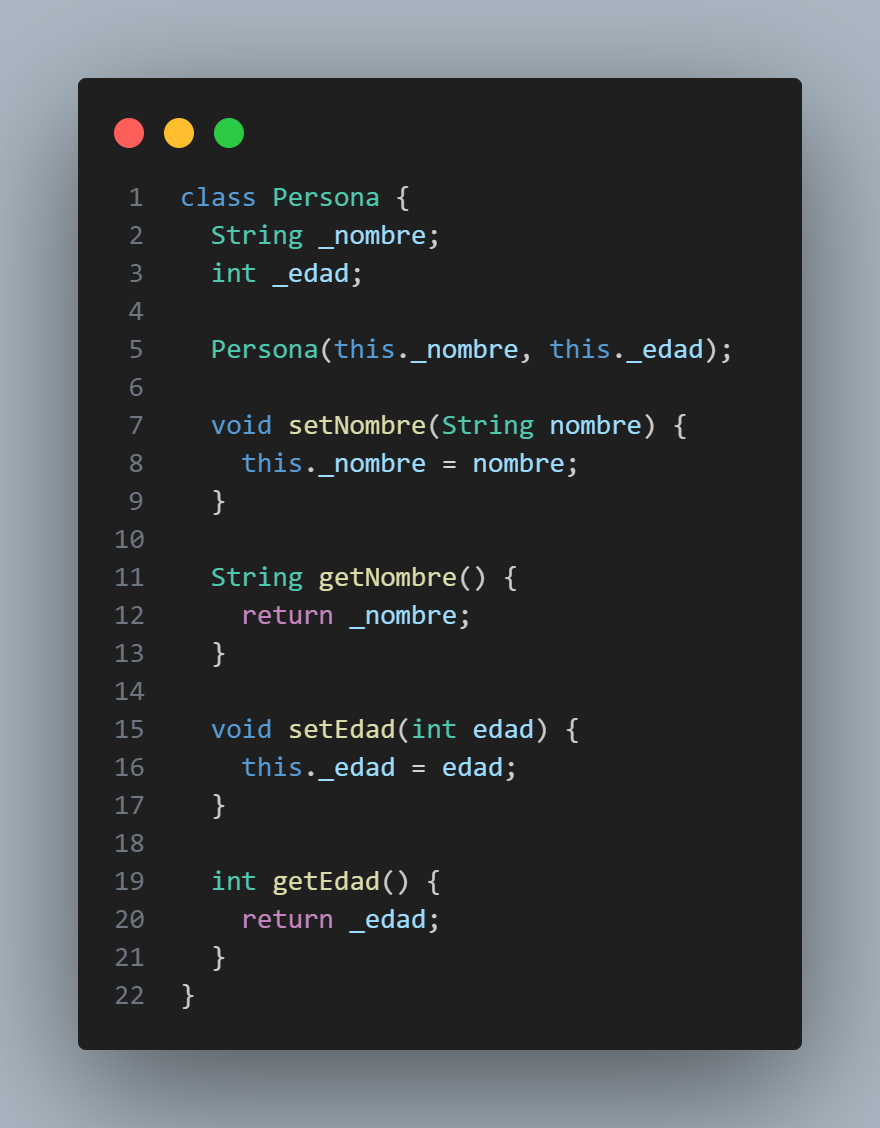 1 class Persona {
2   String _nombre;
3   int _edad;
4
5   Persona(this._nombre, this._edad);
6
7   void setNombre(String nombre) {
8     this._nombre = nombre;
9   }
10
11   String getNombre() {
12     return _nombre;
13   }
14
15   void setEdad(int edad) {
16     this._edad = edad;
17   }
18
19   int getEdad() {
20     return _edad;
21   }
22 }